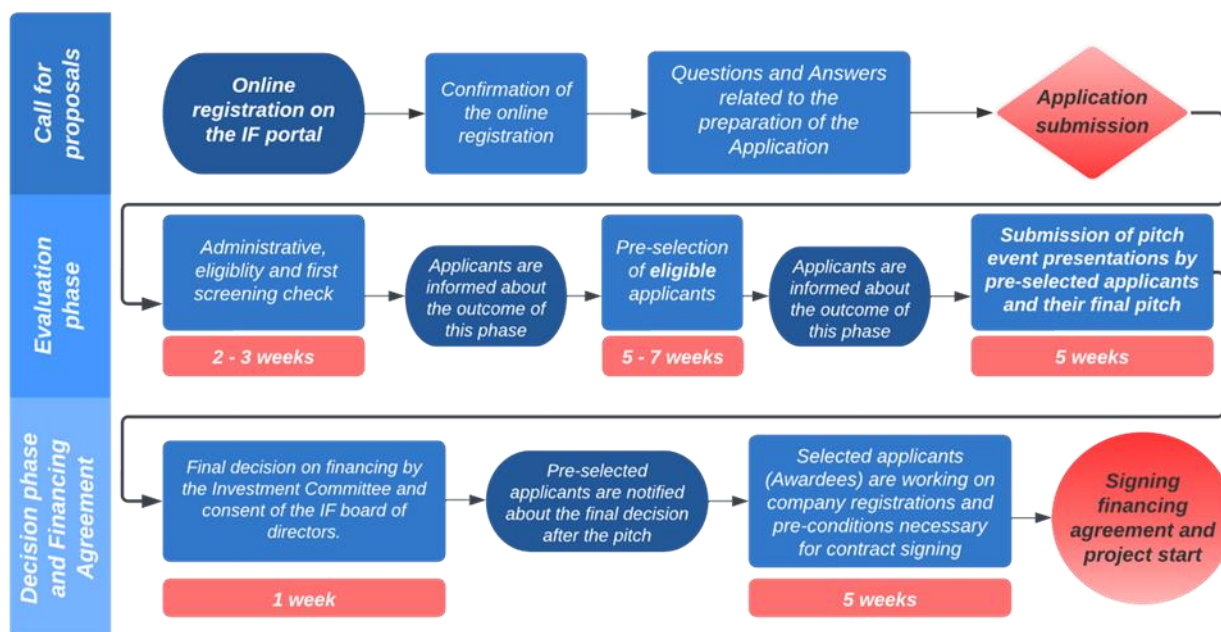 Call for
proposals
Online
registration on
the IF portal
Confirmation
of the online
registration
Questions and Answers
related to the
preparation of the
Application
Application
submission
Evaluation
phase
Administrative,
eligiblity and first
screening check
2 - 3 weeks
Applicants are
informed about
the outcome of
this phase
Pre-selection
of eligible
applicants
5 - 7 weeks
Applicants are
informed about
the outcome of
this phase
Submission of pitch
event presentations by
pre-selected applicants
and their final pitch
5 weeks
Decision phase
and Financing
Agreement
Final decision on financing by
the Investment Committee and
consent of the IF board of
directors.
1 week
Pre-selected
applicants are notified
about the final decision
after the pitch
Selected applicants
(Awardees) are working on
company registrations and
pre-conditions necessary
for contract signing
5 weeks
Signing
financing
agreement and
project start